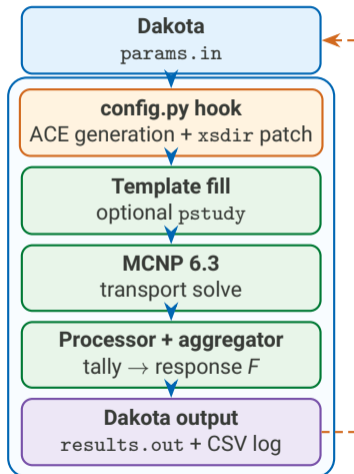 Dakota
params.in
config.py hook
ACE generation + xsdir patch
Template fill
optional pstudy
MCNP 6.3
transport solve
Processor + aggregator
tally → response F
Dakota output
results.out + CSV log